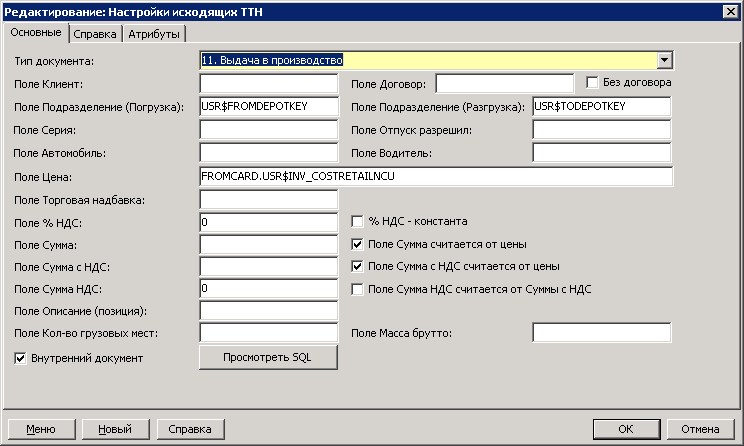 Редактирование: Настройки исходящих ТТН
Основные Справка Атрибуты
Тип документа: 11. Выдача в производство
Поле Клиент: Поле Договор: Без договора
Поле Подразделение (Погрузка): USR$FROMDEPOTKEY Поле Подразделение (Разгрузка): USR$TODEPOTKEY
Поле Серия: Поле Отпуск разрешил:
Поле Автомобиль: Поле Водитель:
Поле Цена: FROMCARD.USR$INV_COSTRETAILNCU
Поле Торговая надбавка:
Поле % НДС: 0 % НДС - константа
Поле Сумма: Поле Сумма считается от цены
Поле Сумма с НДС: Поле Сумма с НДС считается от цены
Поле Сумма НДС: 0 Поле Сумма НДС считается от Суммы с НДС
Поле Описание (позиция):
Поле Кол-во грузовых мест: Поле Масса брутто:
Внутренний документ Просмотреть SQL
Меню Новый Справка ОК Отмена